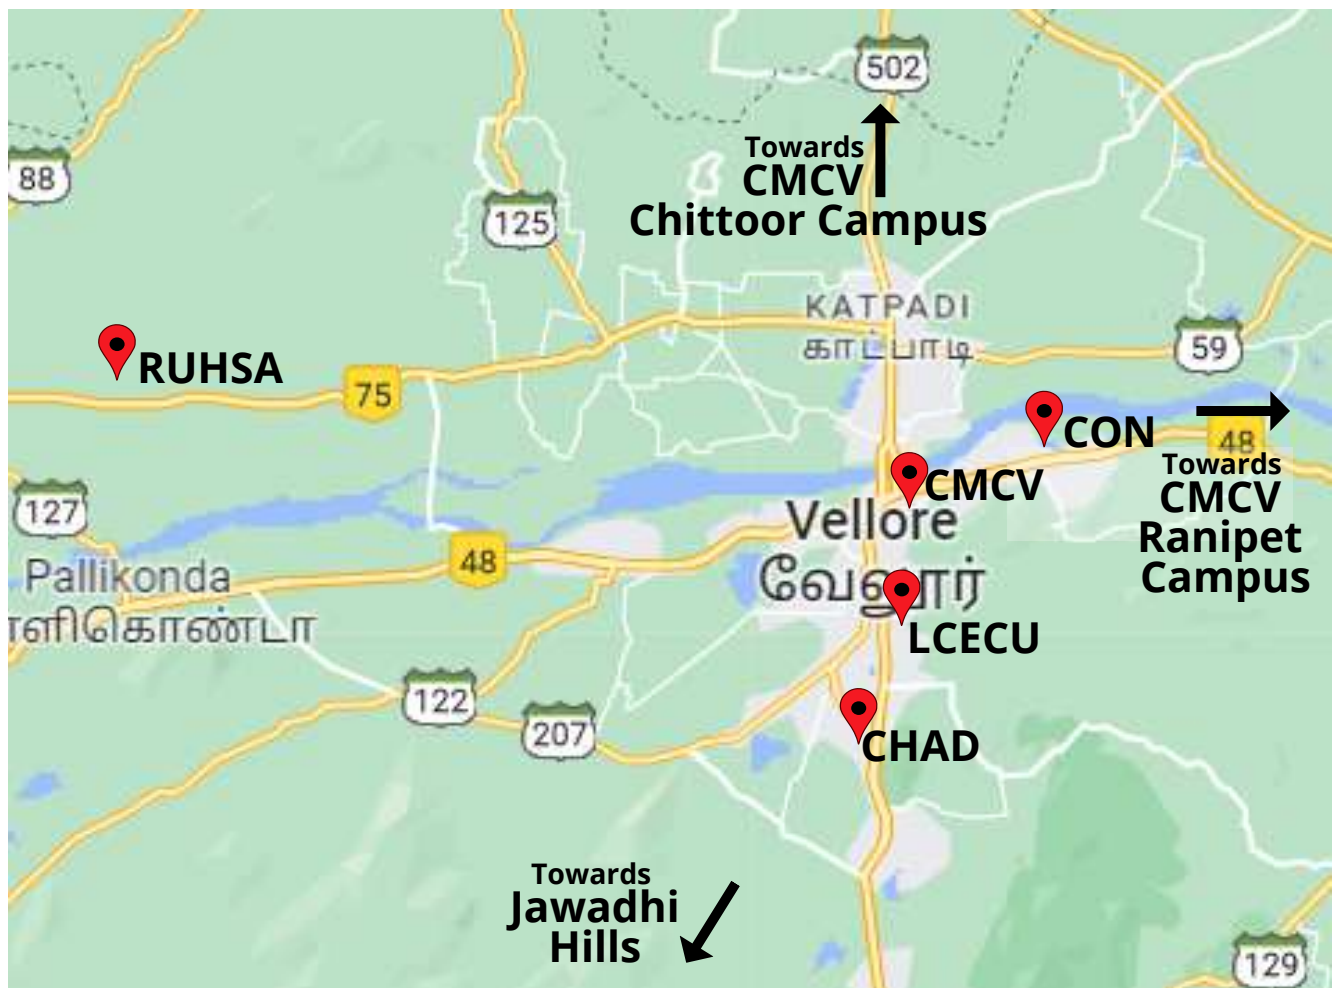 502
Towards
CMCV
Chittoor Campus
88
125
KATPADI
காட்பாடி
59
RUHSA
75
CON
48
Towards
CMCV
Ranipet
Campus
CMCV
127
Vellore
வேலூர்
48
Pallikonda
ளிகொண்டா
LCECU
122
207
CHAD
Towards
Jawadhi
Hills
129